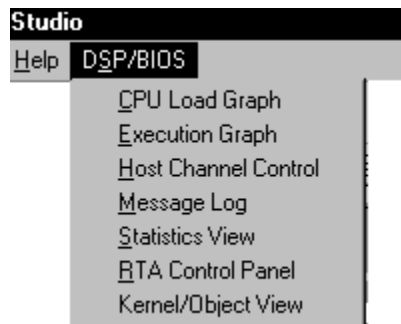 Studio
Help DSP/BIOS
CPU Load Graph
Execution Graph
Host Channel Control
Message Log
Statistics View
RTA Control Panel
Kernel/Object View